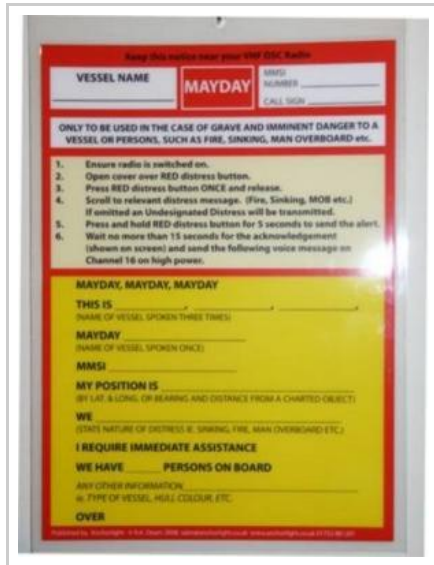 Keep this notice near your VHF DSC Radio
VESSEL NAME
MAYDAY
MMSI
NUMBER
CALL SIGN
ONLY TO BE USED IN THE CASE OF GRAVE AND IMMINENT DANGER TO A
VESSEL OR PERSONS, SUCH AS FIRE, SINKING, MAN OVERBOARD etc.
1. Ensure radio is switched on.
2. Open cover over RED distress button.
3. Press RED distress button ONCE and release.
4. Scroll to relevant distress message. (Fire, Sinking, MOB etc.)
If omitted an Undesignated Distress will be transmitted.
5. Press and hold RED distress button for 5 seconds to send the alert.
6. Wait no more than 15 seconds for the acknowledgement
(shown on screen) and send the following voice message on
Channel 16 on high power.
MAYDAY, MAYDAY, MAYDAY
THIS IS , , ,
(NAME OF VESSEL SPOKEN THREE TIMES)
MAYDAY
(NAME OF VESSEL SPOKEN ONCE)
MMSI
MY POSITION IS
(BY LAT. & LONG. OR BEARING AND DISTANCE FROM A CHARTED OBJECT)
WE
(STATE NATURE OF DISTRESS IE: SINKING, FIRE, MAN OVERBOARD ETC.)
I REQUIRE IMMEDIATE ASSISTANCE
WE HAVE PERSONS ON BOARD
ANY OTHER INFORMATION
ie. TYPE OF VESSEL, HULL COLOUR, ETC.
OVER
Published by